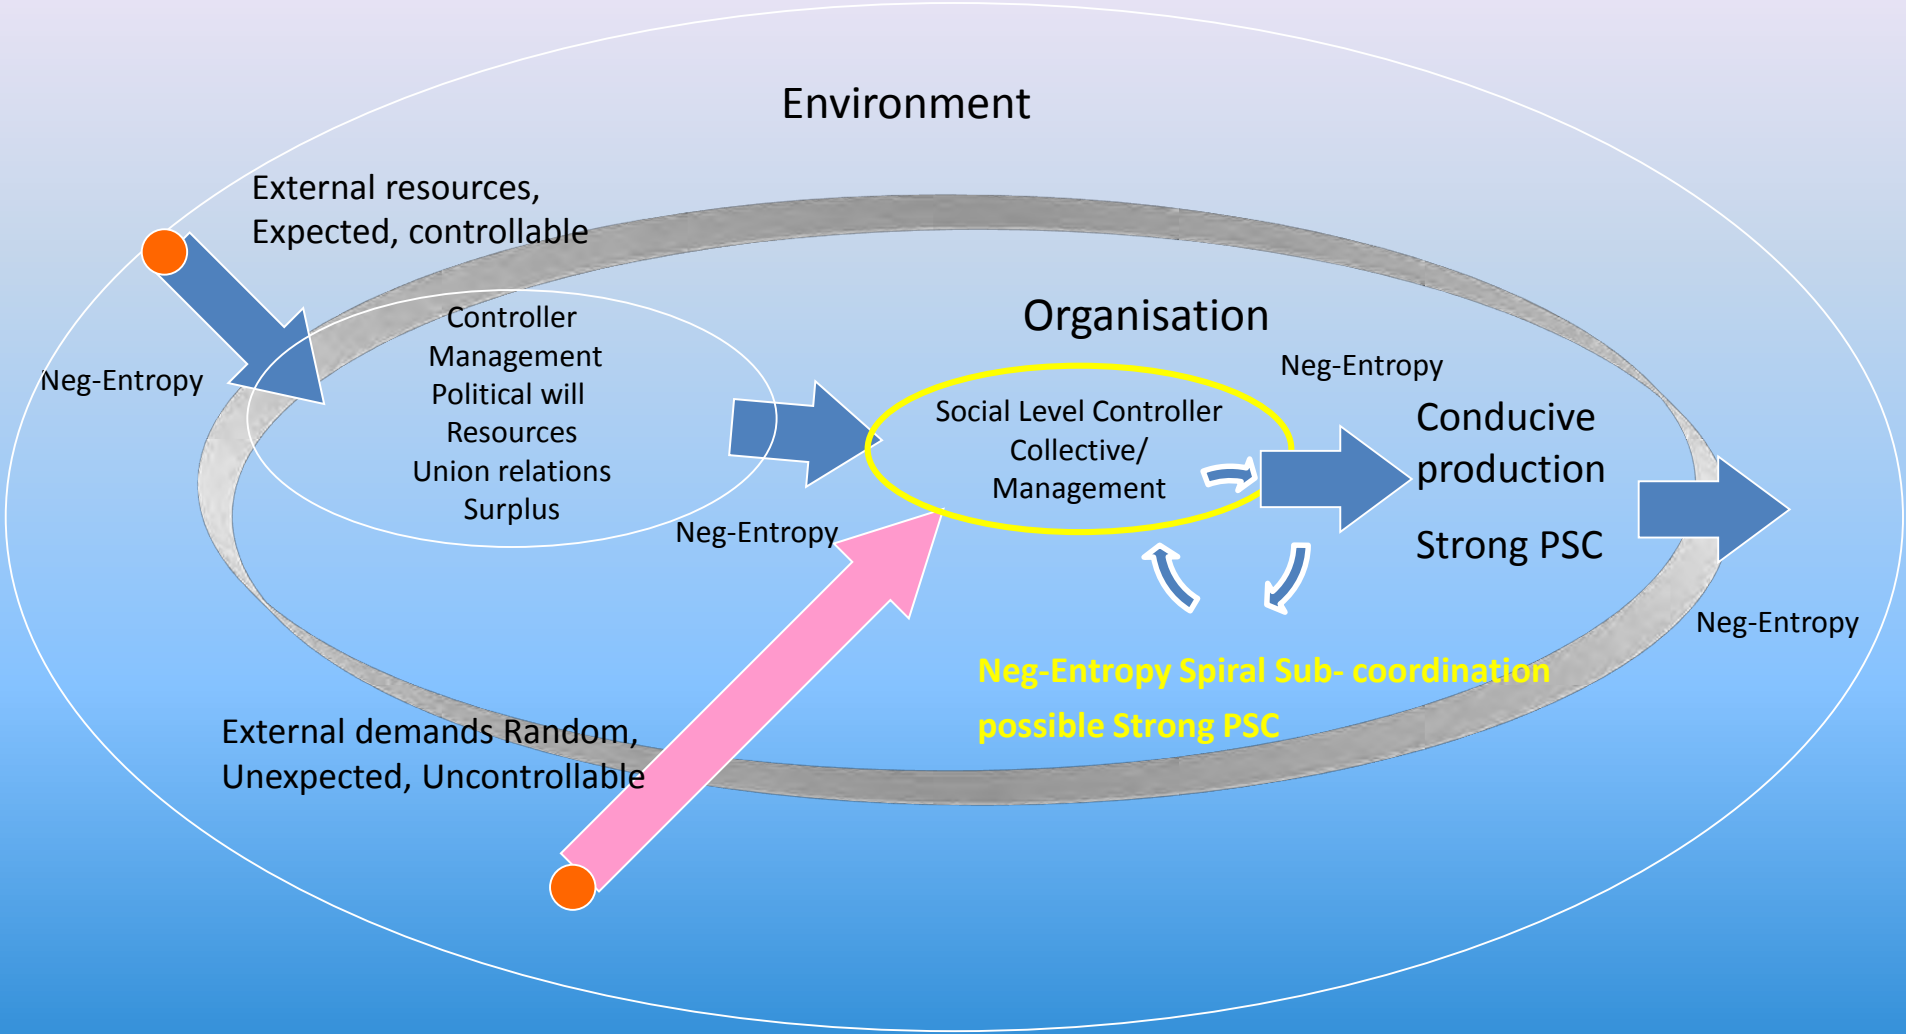 Environment
External resources,
Expected, controllable
Neg-Entropy
Controller
Management
Political will
Resources
Union relations
Surplus
Organisation
Neg-Entropy
Social Level Controller
Collective/
Management
Neg-Entropy
Conducive
production
Strong PSC
Neg-Entropy
Neg-Entropy Spiral Sub- coordination
possible Strong PSC
External demands Random,
Unexpected, Uncontrollable